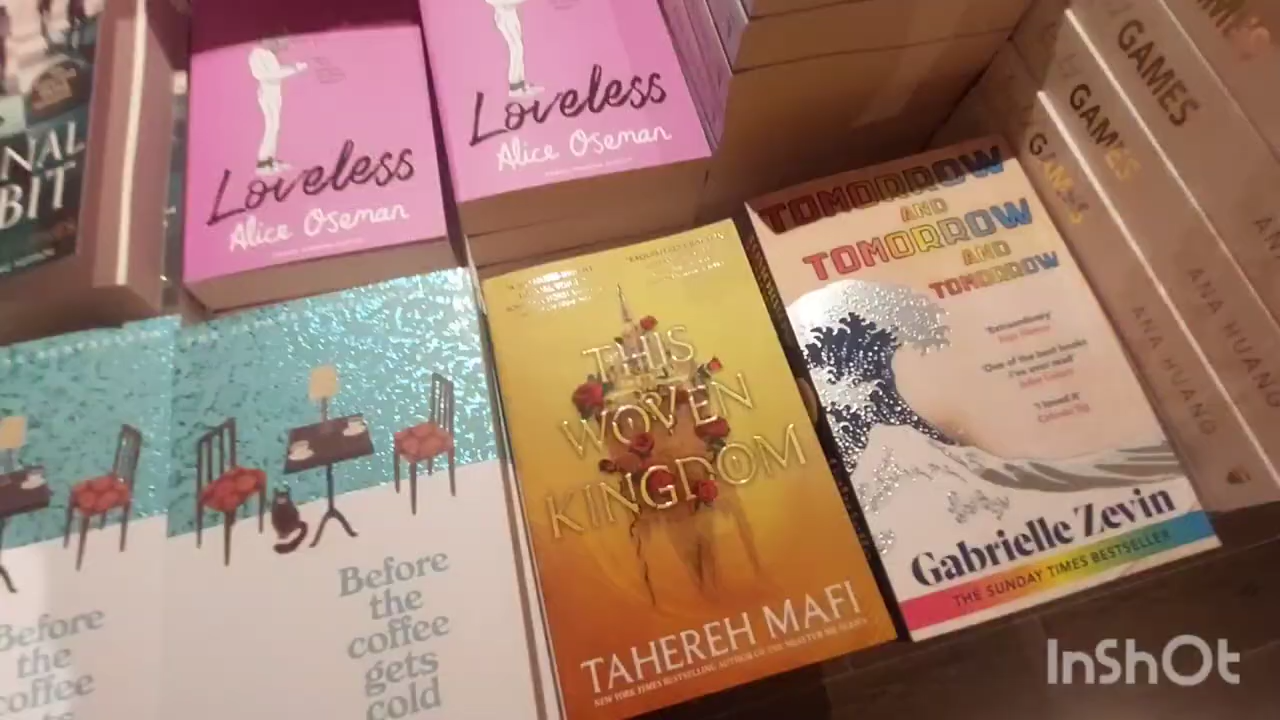 NAL
BIT
Loveless
Alice Oseman
Loveless
Alice Oseman
Before
the
coffee
Before
the
coffee
gets
cold
THIS
WOVEN
KINGDOM
TAHEREH MAFI
NEW YORK TIMES BESTSELLING AUTHOR OF THE SHATTER ME SERIES
TOMORROW
AND
TOMORROW
AND
TOMORROW
'Extraordinary'
'One of the best books
I've ever read'
'I loved it'
Gabrielle Zevin
THE SUNDAY TIMES BESTSELLER
GAMES
ANA HUANG
GAMES
ANA HUANG
GAMES
InShOt